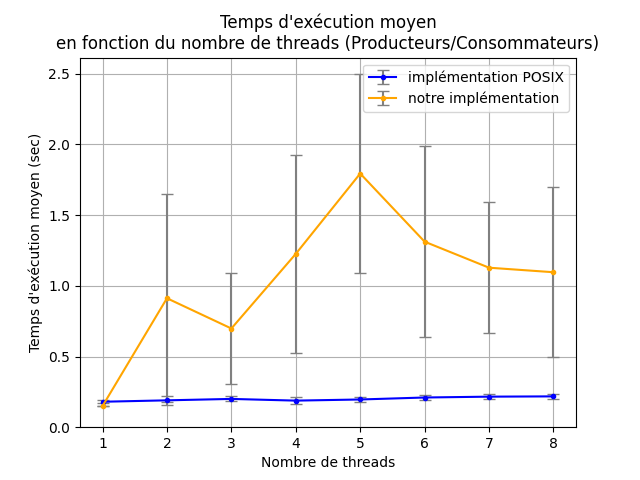 Temps d'exécution moyen
en fonction du nombre de threads (Producteurs/Consommateurs)
implémentation POSIX
notre implémentation
Temps d'exécution moyen (sec)
2.5
2.0
1.5
1.0
0.5
0.0
1 2 3 4 5 6 7 8
Nombre de threads